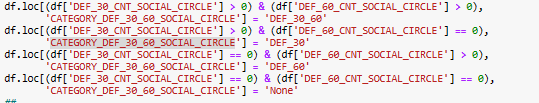 df.loc[(df['DEF_30_CNT_SOCIAL_CIRCLE'] > 0) & (df['DEF_60_CNT_SOCIAL_CIRCLE'] > 0),
'CATEGORY_DEF_30_60_SOCIAL_CIRCLE'] = 'DEF_30_60'
df.loc[(df['DEF_30_CNT_SOCIAL_CIRCLE'] > 0) & (df['DEF_60_CNT_SOCIAL_CIRCLE'] == 0),
'CATEGORY_DEF_30_60_SOCIAL_CIRCLE'] = 'DEF_30'
df.loc[(df['DEF_30_CNT_SOCIAL_CIRCLE'] == 0) & (df['DEF_60_CNT_SOCIAL_CIRCLE'] > 0),
'CATEGORY_DEF_30_60_SOCIAL_CIRCLE'] = 'DEF_60'
df.loc[(df['DEF_30_CNT_SOCIAL_CIRCLE'] == 0) & (df['DEF_60_CNT_SOCIAL_CIRCLE'] == 0),
'CATEGORY_DEF_30_60_SOCIAL_CIRCLE'] = 'None'
##